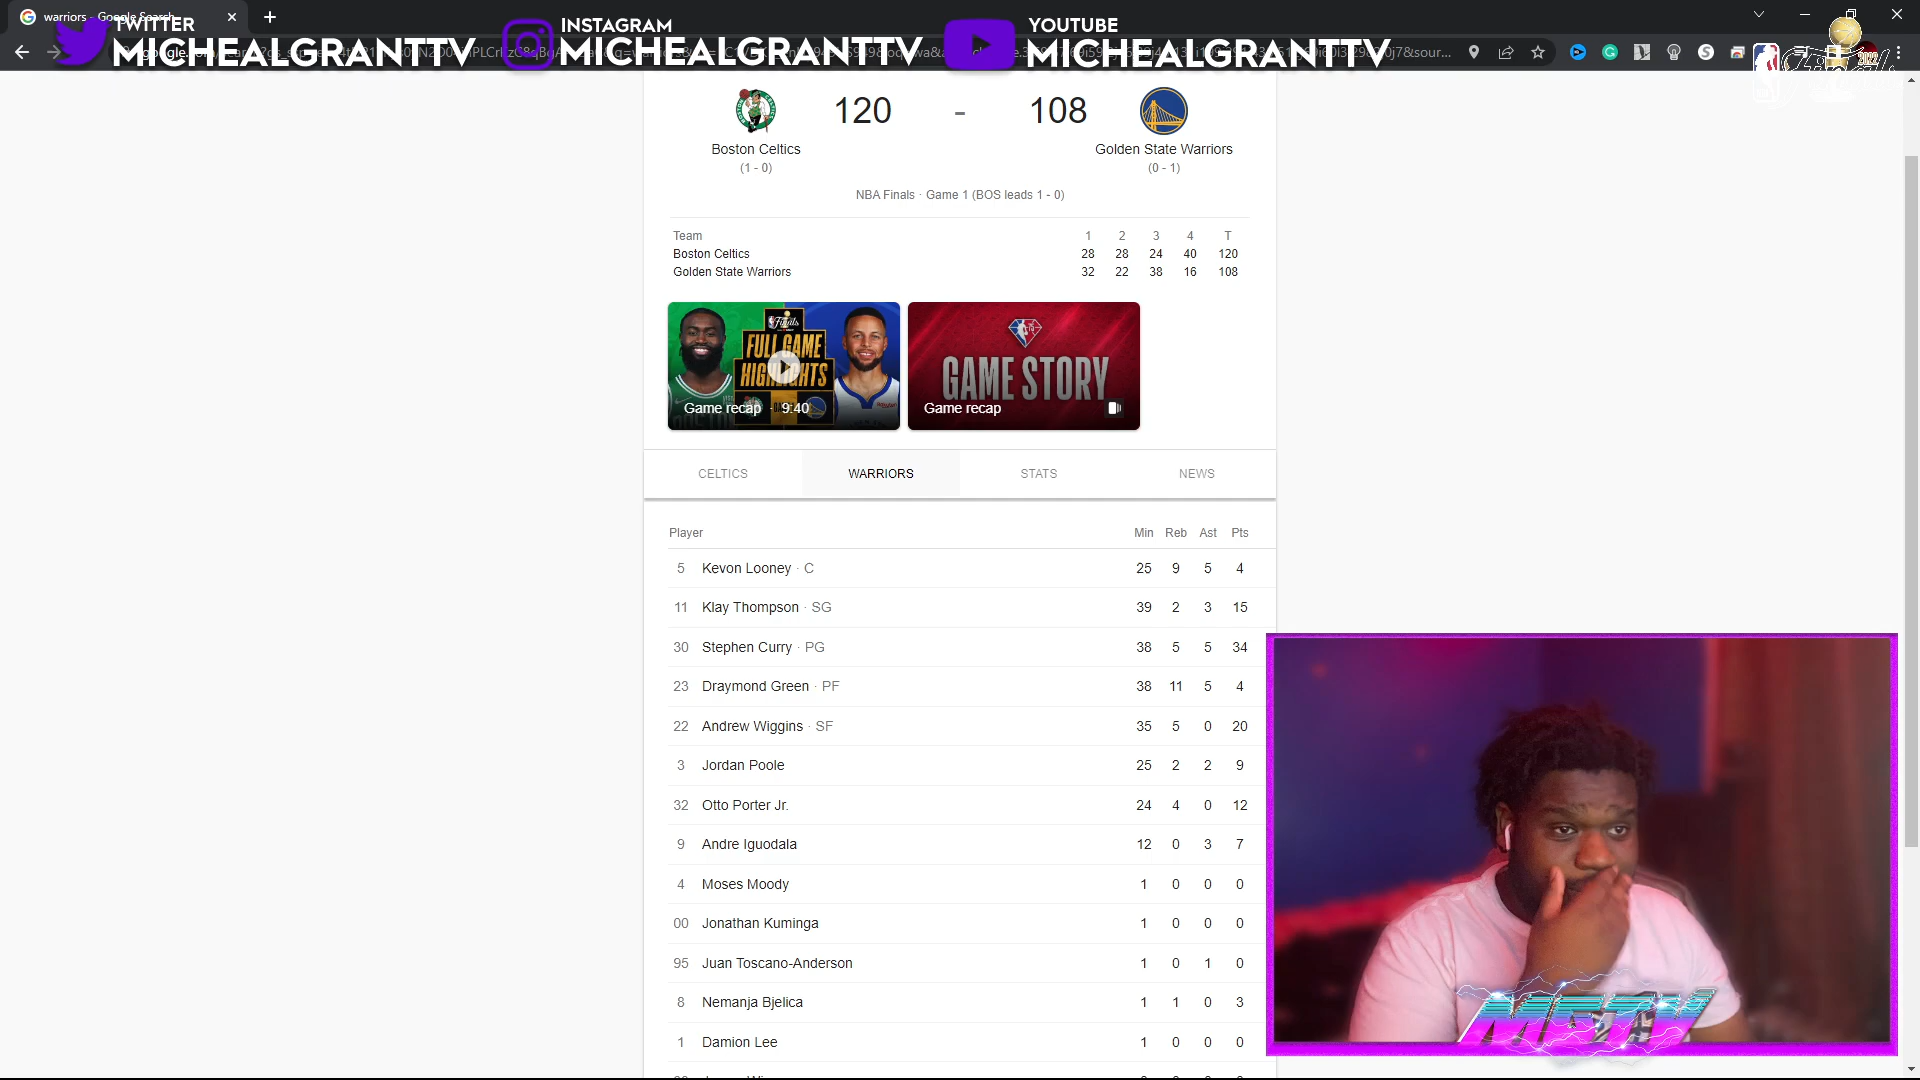 warriors - Google Search
TWITTER
MICHEALGRANTTV
INSTAGRAM
MICHEALGRANTTV
YOUTUBE
MICHEALGRANTTV
120 - 108
Boston Celtics
(1 - 0)
Golden State Warriors
(0 - 1)
NBA Finals · Game 1 (BOS leads 1 - 0)
Team 1 2 3 4 T
Boston Celtics 28 28 24 40 120
Golden State Warriors 32 22 38 16 108
Finals
FULL GAME
HIGHLIGHTS
Game recap · 9:40
GAME STORY
Game recap
CELTICS WARRIORS STATS NEWS
Player Min Reb Ast Pts
5 Kevon Looney · C 25 9 5 4
11 Klay Thompson · SG 39 2 3 15
30 Stephen Curry · PG 38 5 5 34
23 Draymond Green · PF 38 11 5 4
22 Andrew Wiggins · SF 35 5 0 20
3 Jordan Poole 25 2 2 9
32 Otto Porter Jr. 24 4 0 12
9 Andre Iguodala 12 0 3 7
4 Moses Moody 1 0 0 0
00 Jonathan Kuminga 1 0 0 0
95 Juan Toscano-Anderson 1 0 1 0
8 Nemanja Bjelica 1 1 0 3
1 Damion Lee 1 0 0 0
MGTV